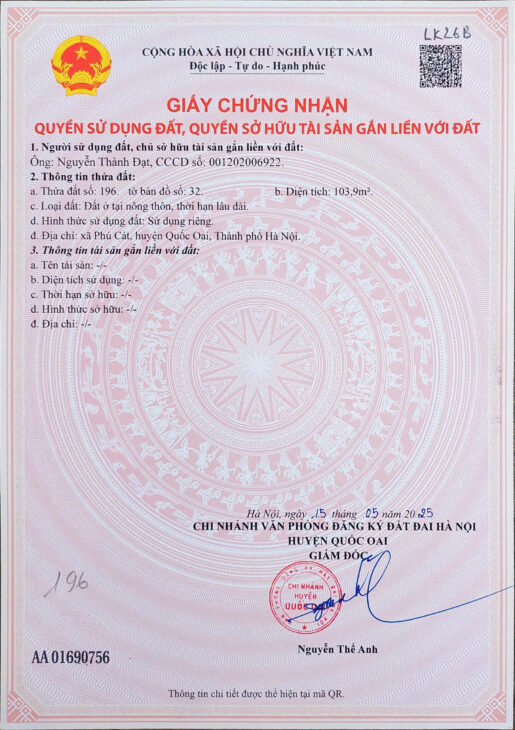 LK26B
CỘNG HÒA XÃ HỘI CHỦ NGHĨA VIỆT NAM
Độc lập - Tự do - Hạnh phúc
GIẤY CHỨNG NHẬN
QUYỀN SỬ DỤNG ĐẤT, QUYỀN SỞ HỮU TÀI SẢN GẮN LIỀN VỚI ĐẤT
1. Người sử dụng đất, chủ sở hữu tài sản gắn liền với đất:
Ông: Nguyễn Thành Đạt, CCCD số: 001202006922.
2. Thông tin thửa đất:
a. Thửa đất số: 196. tờ bản đồ số: 32. b. Diện tích: 103,9m².
c. Loại đất: Đất ở tại nông thôn, thời hạn lâu dài.
d. Hình thức sử dụng đất: Sử dụng riêng.
đ. Địa chỉ: xã Phú Cát, huyện Quốc Oai, Thành phố Hà Nội.
3. Thông tin tài sản gắn liền với đất:
a. Tên tài sản: -/-
b. Diện tích sử dụng: -/-
c. Thời hạn sở hữu: -/-
d. Hình thức sở hữu: -/-
đ. Địa chỉ: -/-
Hà Nội, ngày 15 tháng 05 năm 2025
CHI NHÁNH VĂN PHÒNG ĐĂNG KÝ ĐẤT ĐAI HÀ NỘI
HUYỆN QUỐC OAI
GIÁM ĐỐC
196
CHI NHÁNH
HUYỆN
QUỐC
Nguyễn Thế Anh
AA 01690756
Thông tin chi tiết được thể hiện tại mã QR.